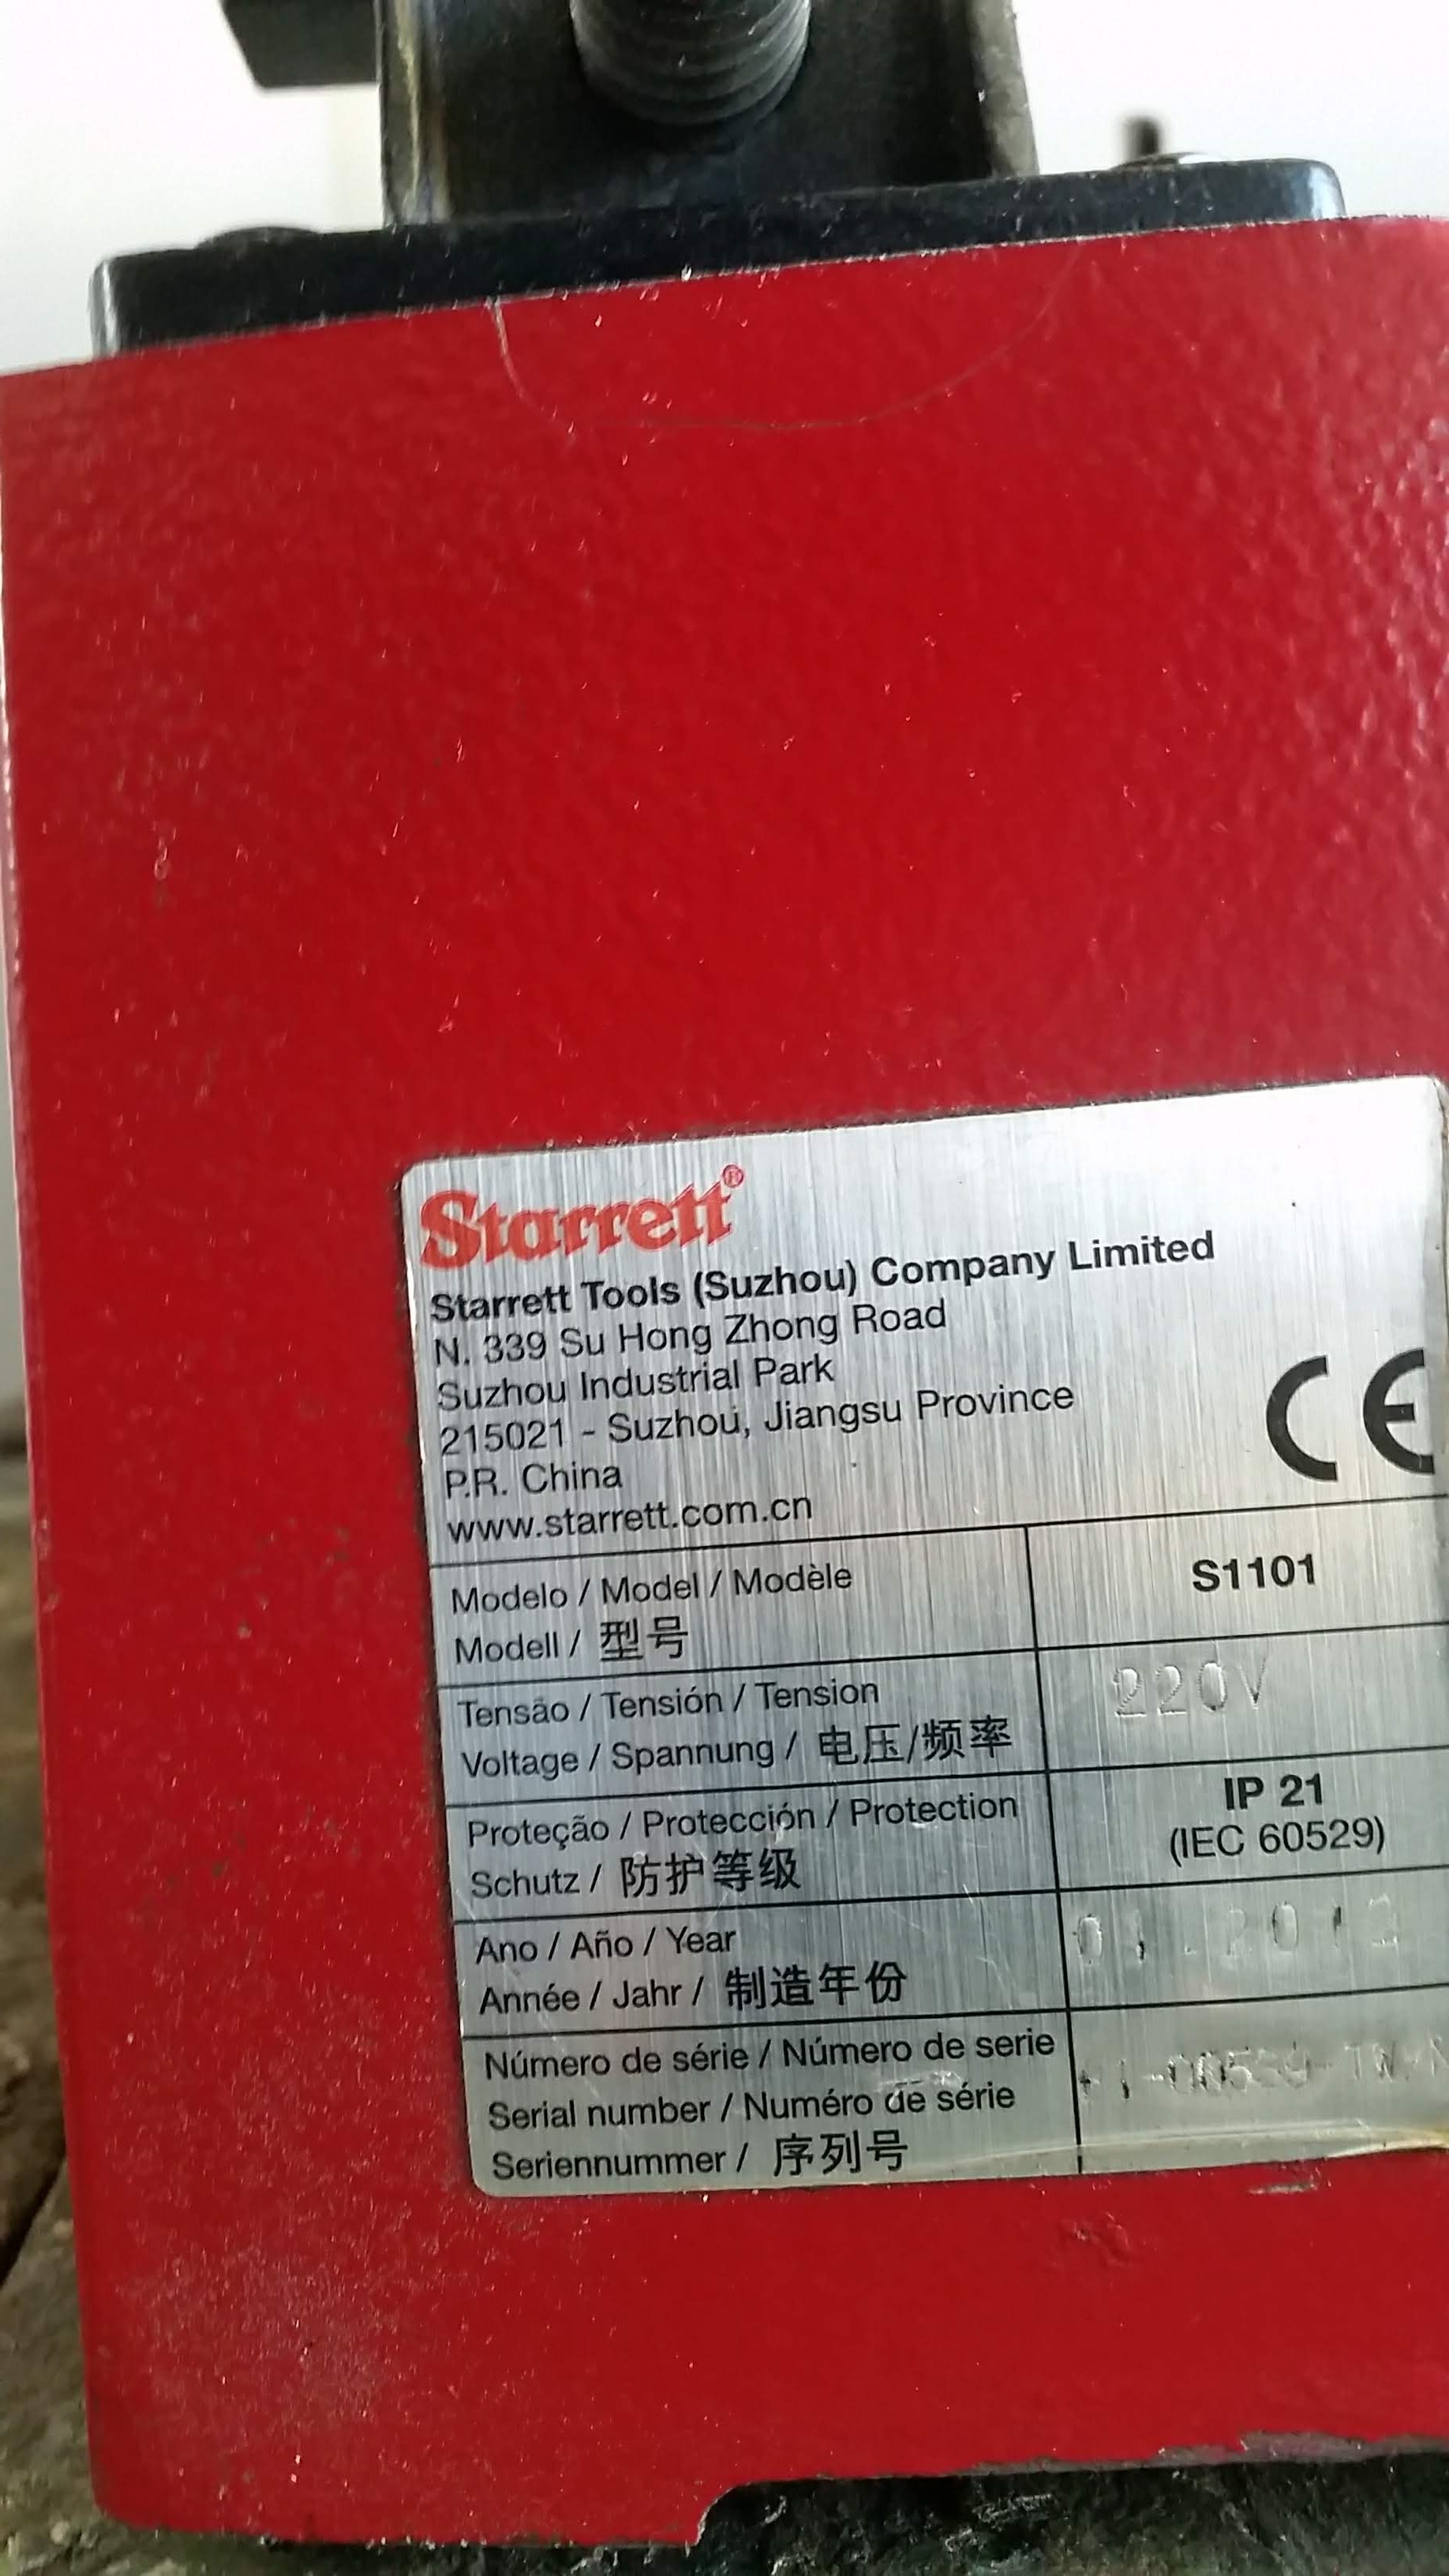 Starrett®
Starrett Tools (Suzhou) Company Limited
N. 339 Su Hong Zhong Road
Suzhou Industrial Park
215021 - Suzhou, Jiangsu Province
P.R. China
www.starrett.com.cn
CE
Modelo / Model / Modèle
Modell / 型号
S1101
Tensão / Tensión / Tension
Voltage / Spannung / 电压/频率
220V
Proteção / Protección / Protection
Schutz / 防护等级
IP 21
(IEC 60529)
Ano / Año / Year
Année / Jahr / 制造年份
Número de série / Número de serie
Serial number / Numéro de série
Seriennummer / 序列号